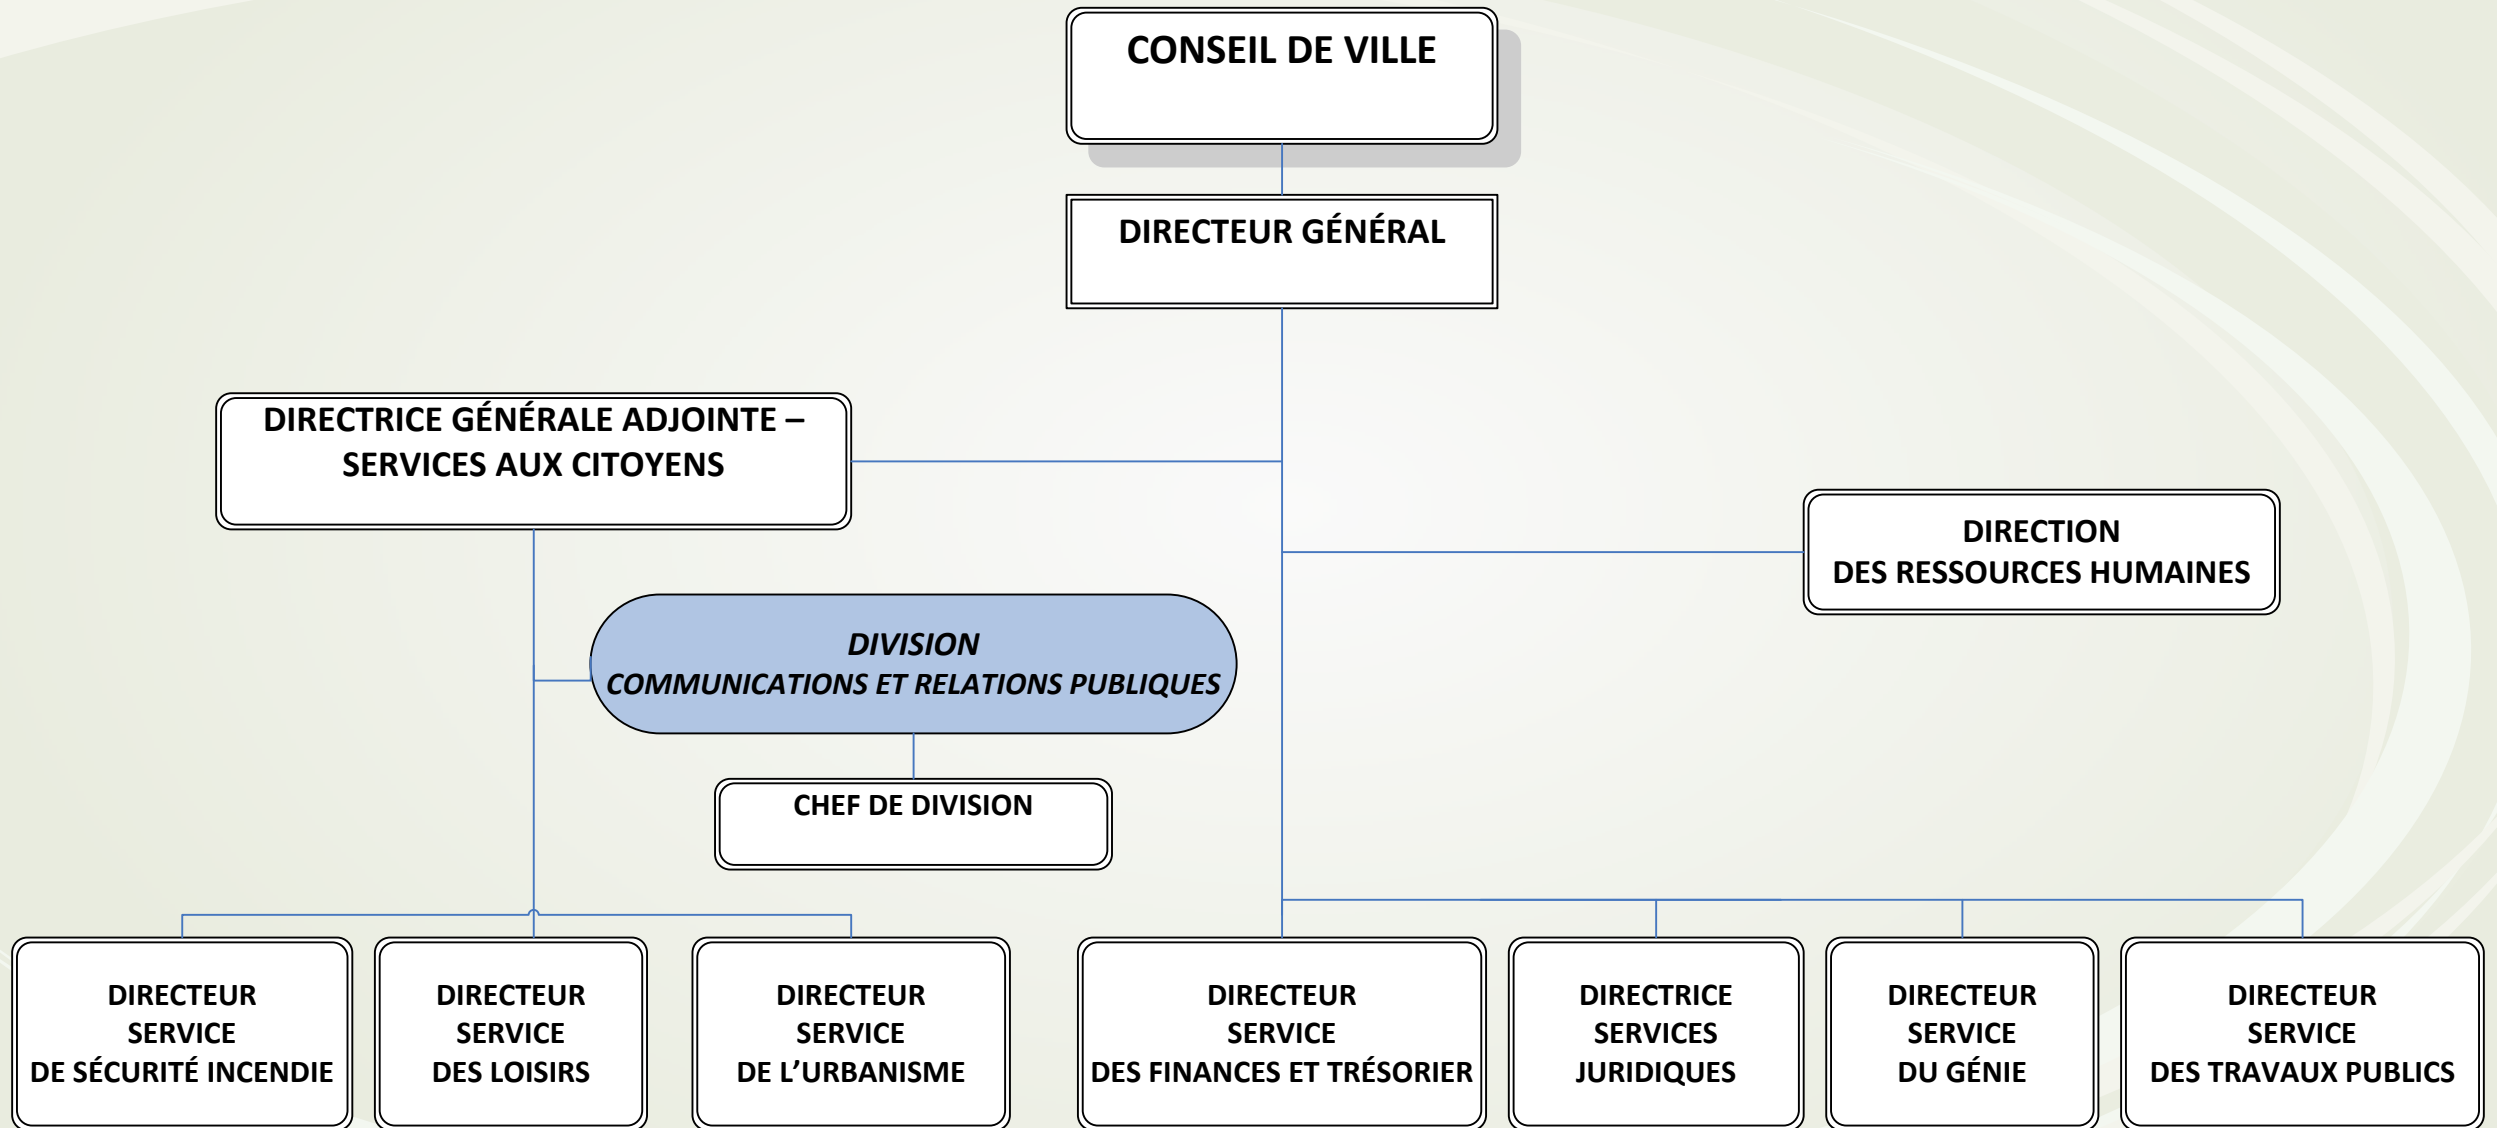 CONSEIL DE VILLE
DIRECTEUR GÉNÉRAL
DIRECTRICE GÉNÉRALE ADJOINTE –
SERVICES AUX CITOYENS
DIRECTION
DES RESSOURCES HUMAINES
DIVISION
COMMUNICATIONS ET RELATIONS PUBLIQUES
CHEF DE DIVISION
DIRECTEUR
SERVICE
DE SÉCURITÉ INCENDIE
DIRECTEUR
SERVICE
DES LOISIRS
DIRECTEUR
SERVICE
DE L’URBANISME
DIRECTEUR
SERVICE
DES FINANCES ET TRÉSORIER
DIRECTRICE
SERVICES
JURIDIQUES
DIRECTEUR
SERVICE
DU GÉNIE
DIRECTEUR
SERVICE
DES TRAVAUX PUBLICS